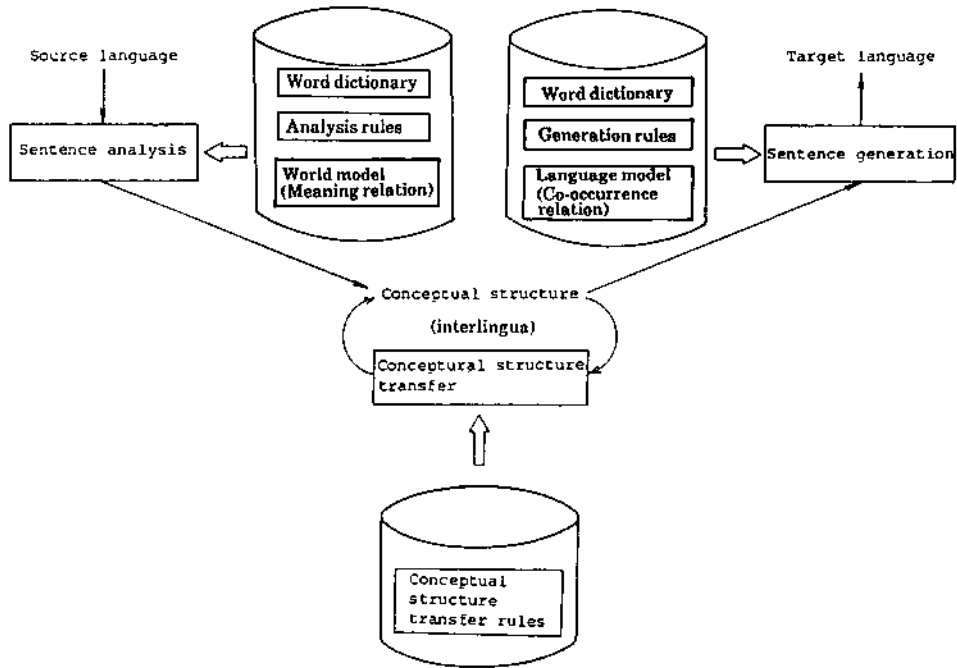 Source language
Target language
Word dictionary
Analysis rules
World model
(Meaning relation)
Word dictionary
Generation rules
Language model
(Co-occurrence
relation)
Sentence analysis
Sentence generation
Conceptual structure
(interlingua)
Conceptural structure
transfer
Conceptual
structure
transfer rules